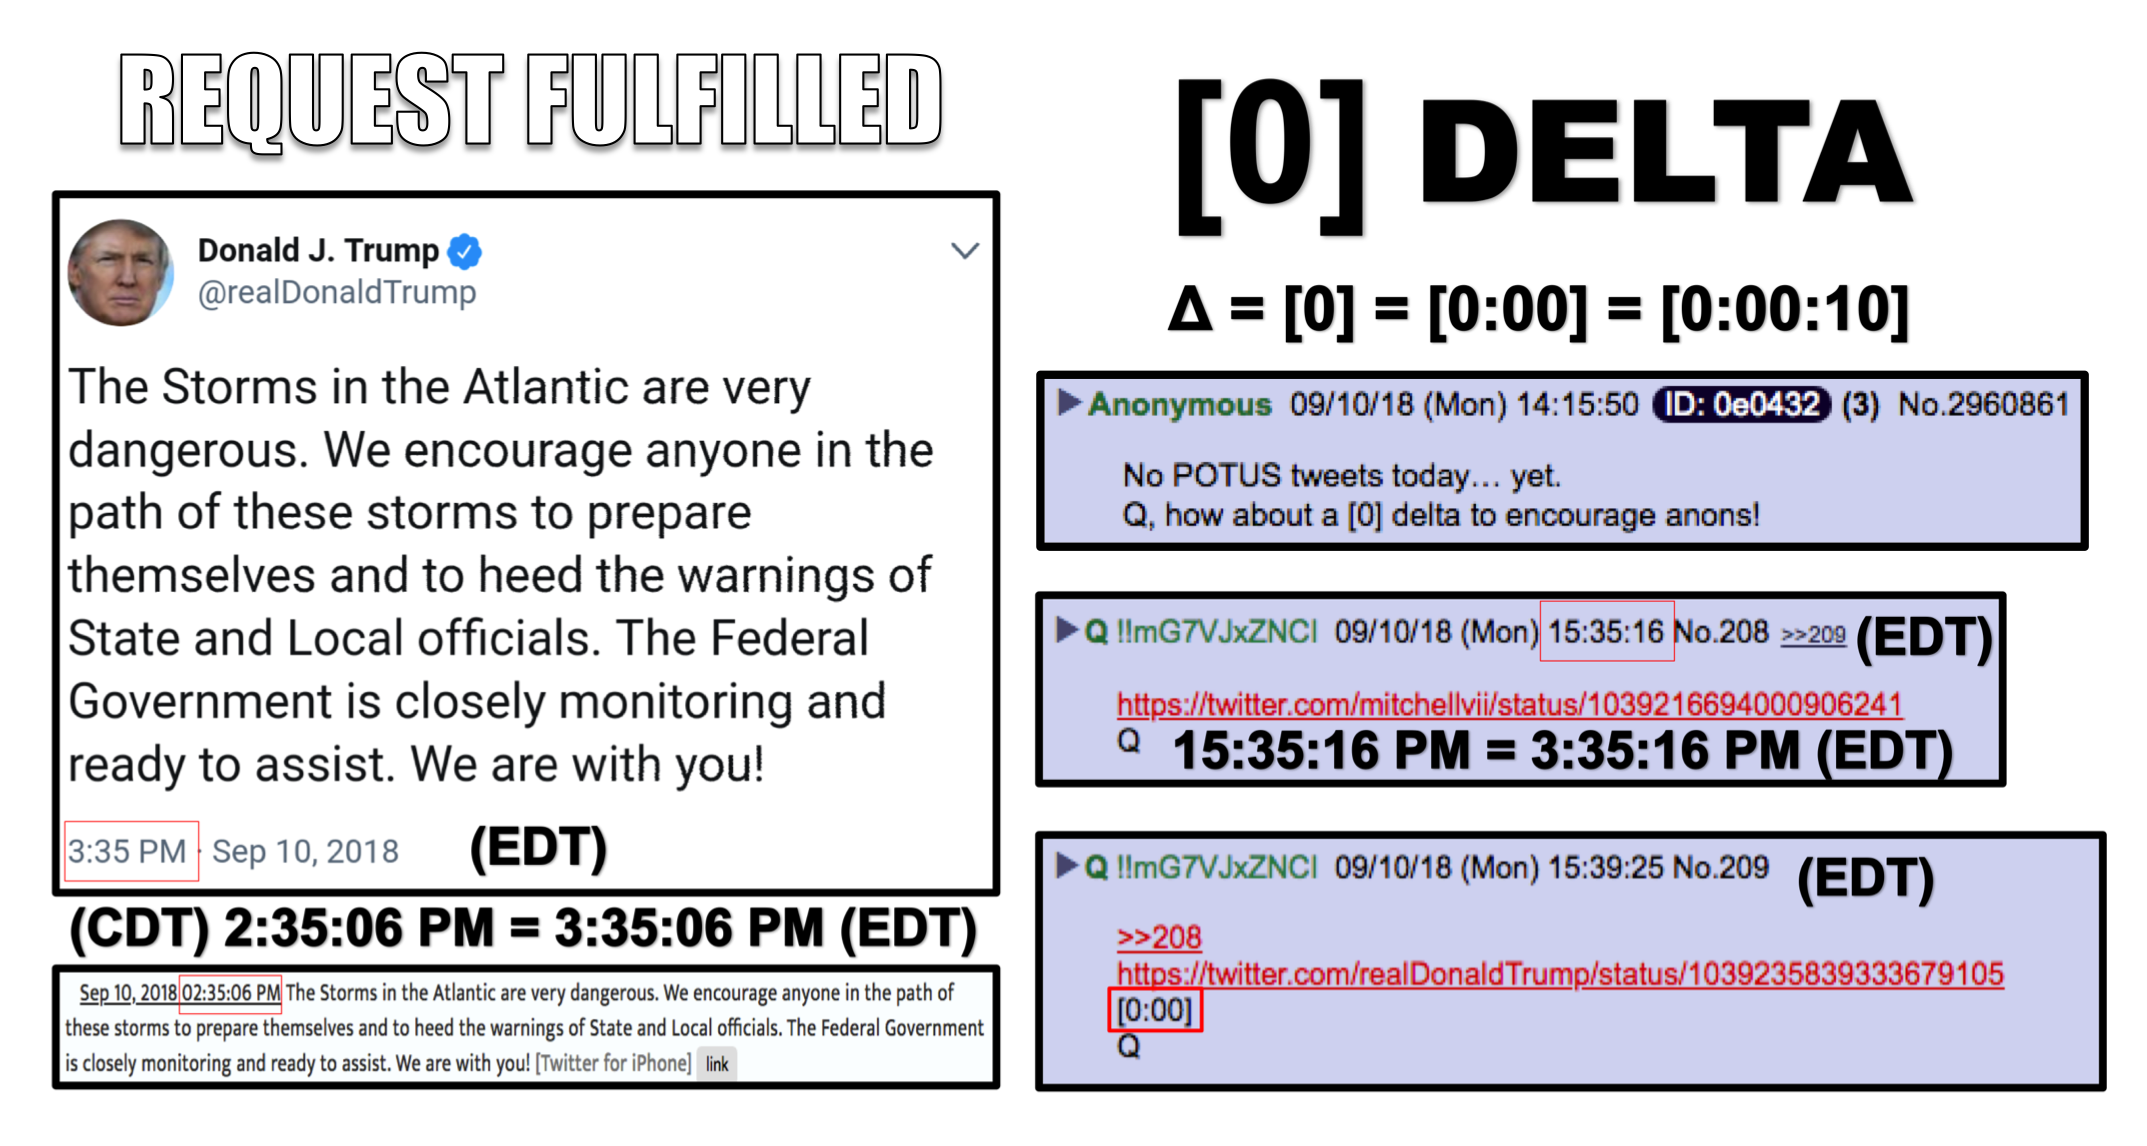 REQUEST FULFILLED
Donald J. Trump
@realDonaldTrump
The Storms in the Atlantic are very
dangerous. We encourage anyone in the
path of these storms to prepare
themselves and to heed the warnings of
State and Local officials. The Federal
Government is closely monitoring and
ready to assist. We are with you!
3:35 PM · Sep 10, 2018 (EDT)
(CDT) 2:35:06 PM = 3:35:06 PM (EDT)
Sep 10, 2018 02:35:06 PM The Storms in the Atlantic are very dangerous. We encourage anyone in the path of
these storms to prepare themselves and to heed the warnings of State and Local officials. The Federal Government
is closely monitoring and ready to assist. We are with you! [Twitter for iPhone] link
[0] DELTA
Δ = [0] = [0:00] = [0:00:10]
Anonymous 09/10/18 (Mon) 14:15:50 ID: 0e0432 (3) No.2960861
No POTUS tweets today... yet.
Q, how about a [0] delta to encourage anons!
Q !!mG7VJxZNCI 09/10/18 (Mon) 15:35:16 No.208 >>209 (EDT)
https://twitter.com/mitchellvii/status/1039216694000906241
Q 15:35:16 PM = 3:35:16 PM (EDT)
Q !!mG7VJxZNCI 09/10/18 (Mon) 15:39:25 No.209 (EDT)
>>208
https://twitter.com/realDonaldTrump/status/1039235839333679105
[0:00]
Q